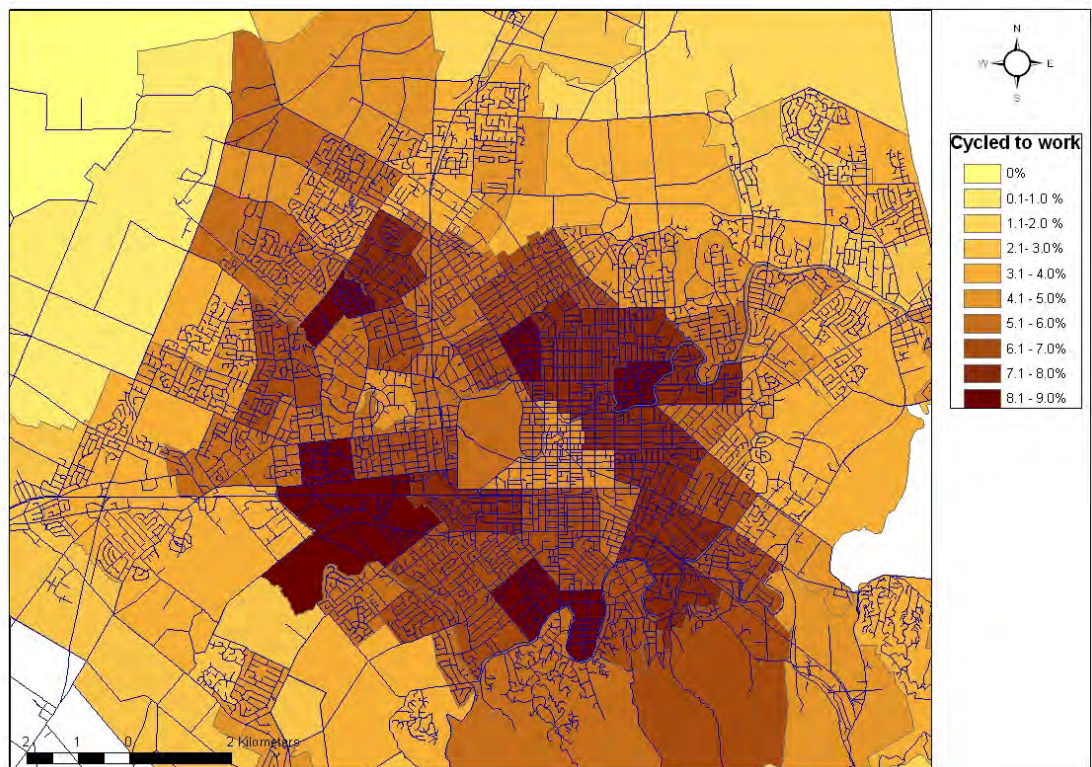 N
W E
S
Cycled to work
0%
0.1-1.0 %
1.1-2.0 %
2.1- 3.0%
3.1 - 4.0%
4.1 - 5.0%
5.1 - 6.0%
6.1 - 7.0%
7.1 - 8.0%
8.1 - 9.0%
2 1 0 2 Kilometers